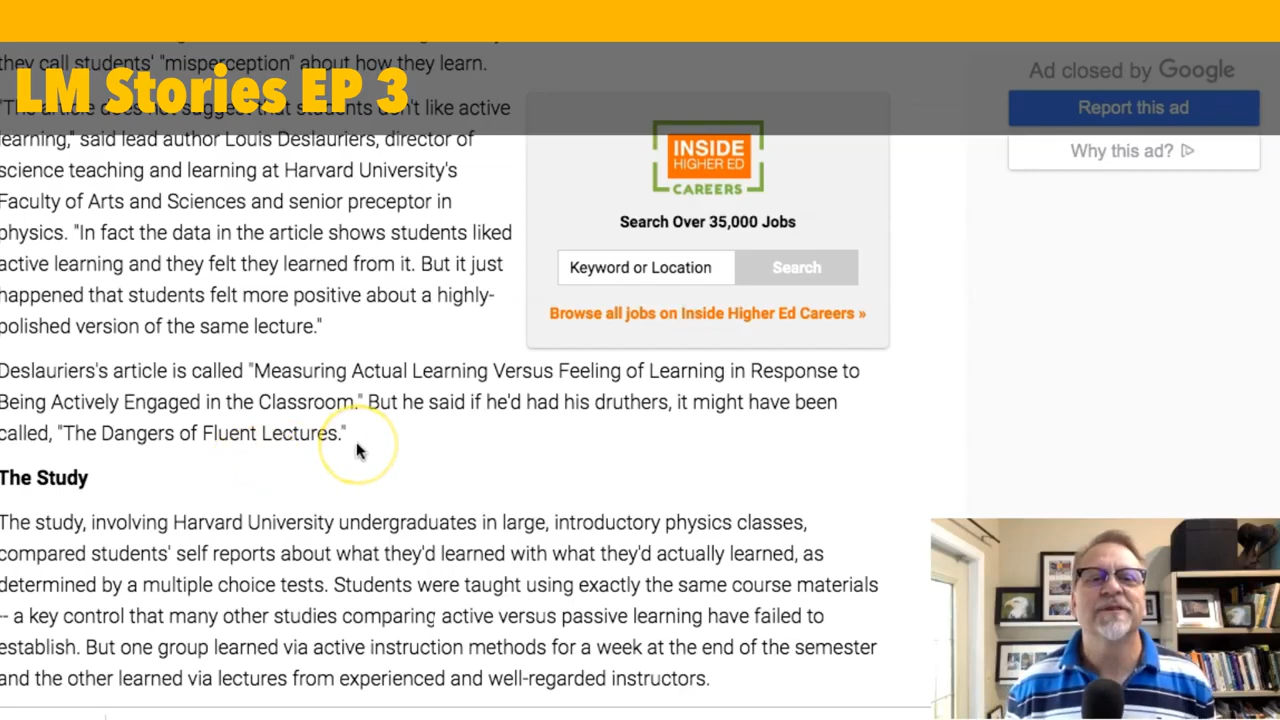 they call students' "misperception" about how they learn.
LM Stories EP 3
"The article does not suggest that students don't like active
learning," said lead author Louis Deslauriers, director of
science teaching and learning at Harvard University's
Faculty of Arts and Sciences and senior preceptor in
physics. "In fact the data in the article shows students liked
active learning and they felt they learned from it. But it just
happened that students felt more positive about a highly-
polished version of the same lecture."
INSIDE
HIGHER ED
CAREERS
Search Over 35,000 Jobs
Keyword or Location
Search
Browse all jobs on Inside Higher Ed Careers »
Ad closed by Google
Report this ad
Why this ad?
Deslauriers's article is called "Measuring Actual Learning Versus Feeling of Learning in Response to
Being Actively Engaged in the Classroom." But he said if he'd had his druthers, it might have been
called, "The Dangers of Fluent Lectures."
The Study
The study, involving Harvard University undergraduates in large, introductory physics classes,
compared students' self reports about what they'd learned with what they'd actually learned, as
determined by a multiple choice tests. Students were taught using exactly the same course materials
-- a key control that many other studies comparing active versus passive learning have failed to
establish. But one group learned via active instruction methods for a week at the end of the semester
and the other learned via lectures from experienced and well-regarded instructors.